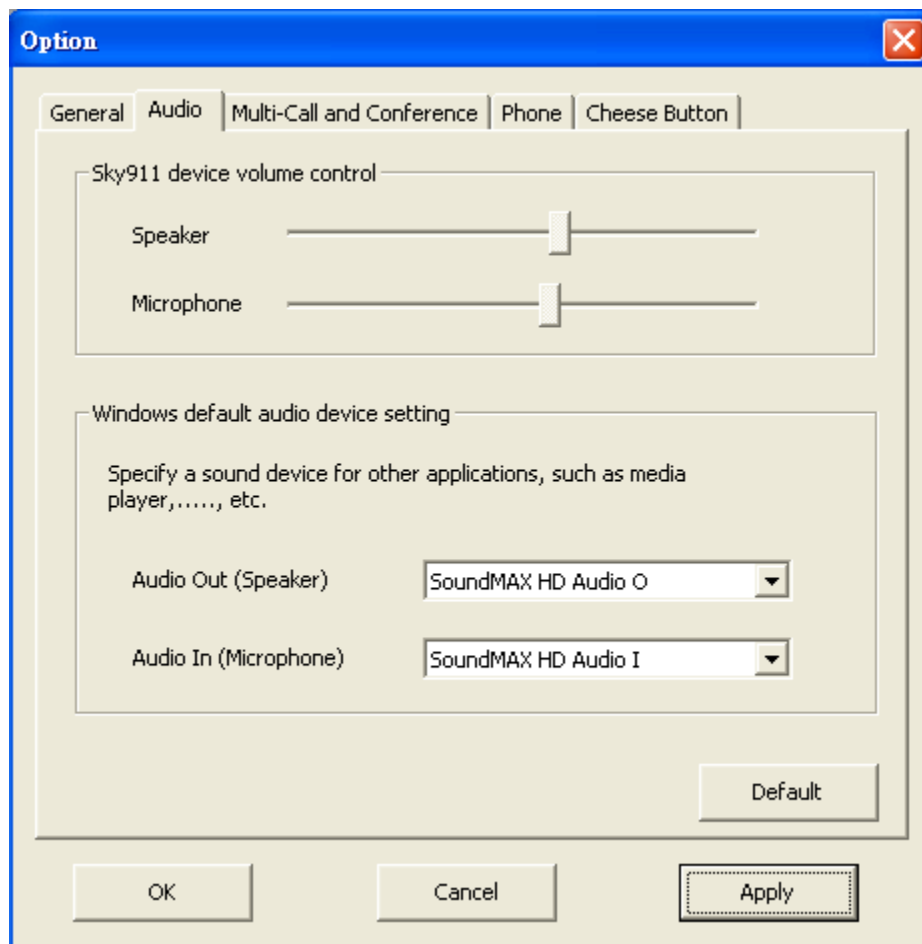 Option
General Audio Multi-Call and Conference Phone Cheese Button
Sky911 device volume control
Speaker
Microphone
Windows default audio device setting
Specify a sound device for other applications, such as media
player,....., etc.
Audio Out (Speaker) SoundMAX HD Audio O
Audio In (Microphone) SoundMAX HD Audio I
Default
OK Cancel Apply